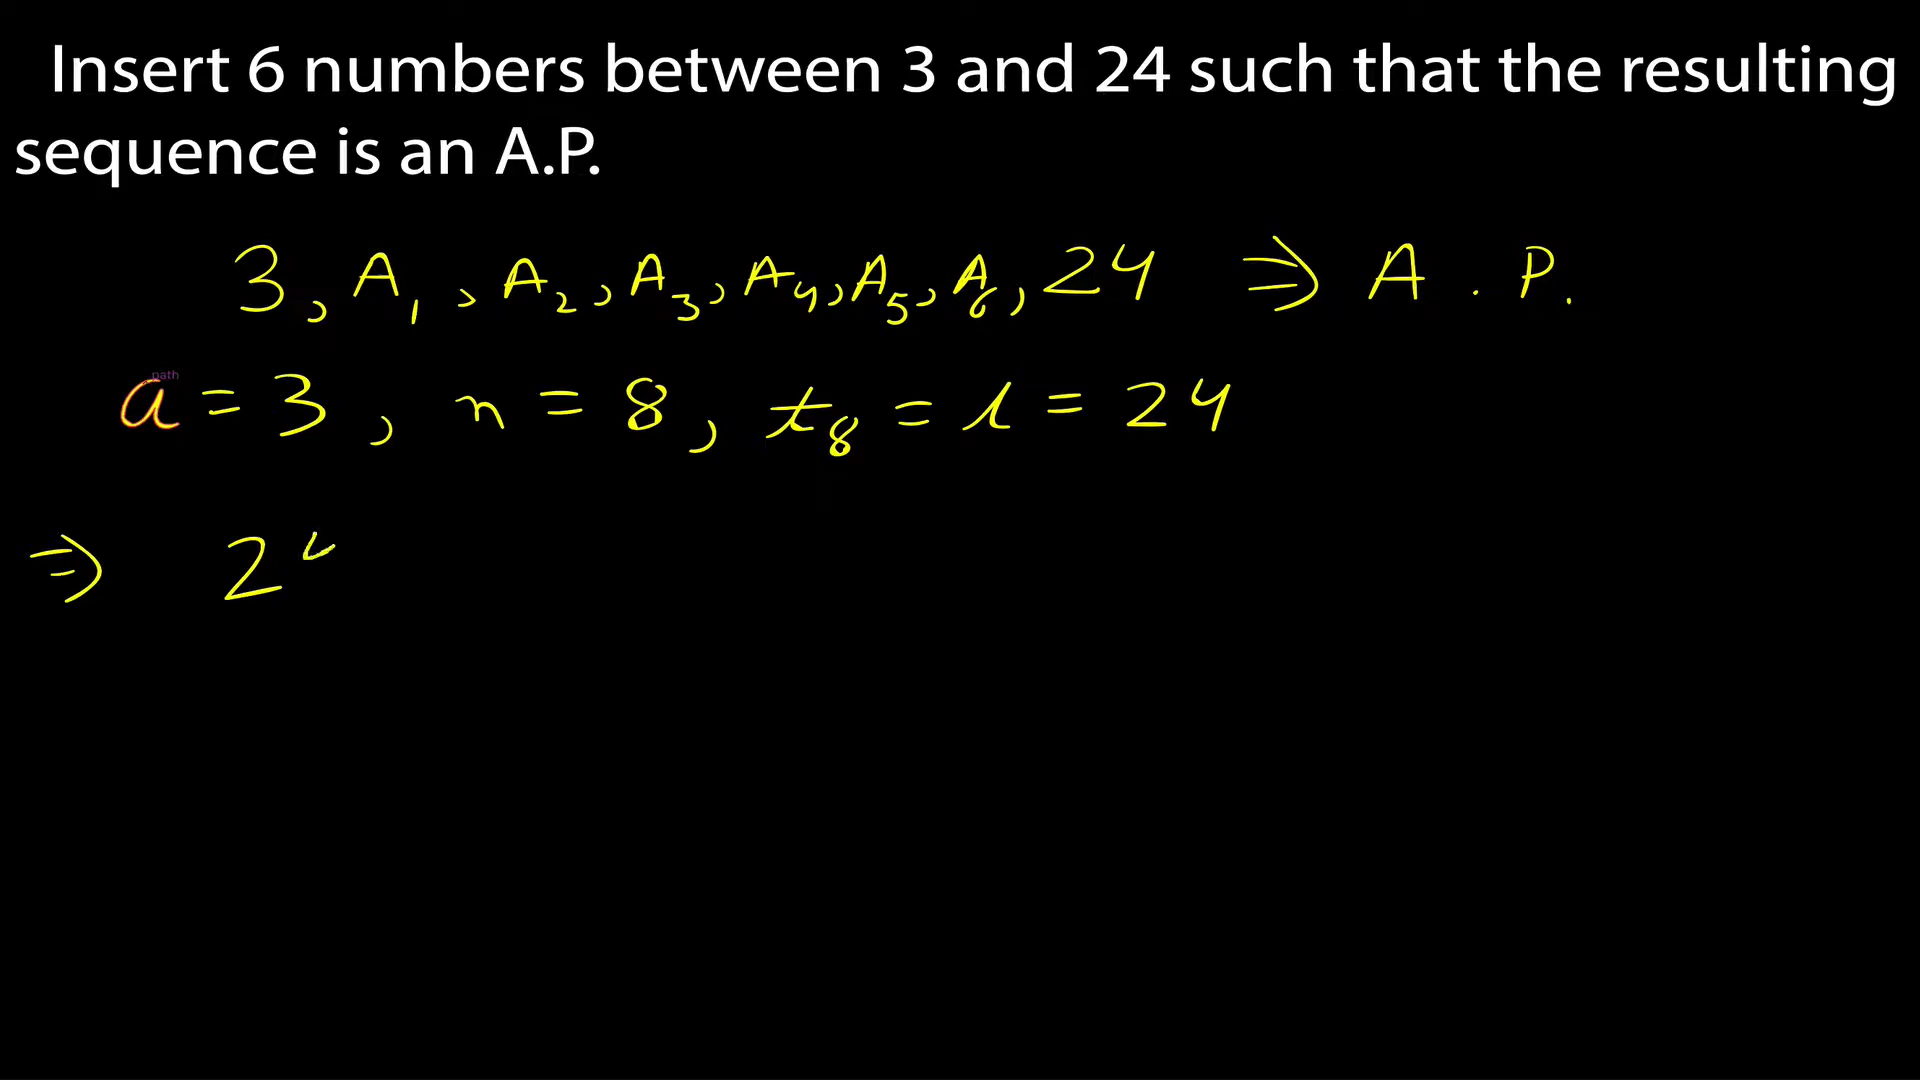 Insert 6 numbers between 3 and 24 such that the resulting
sequence is an A.P.
3, A₁, A₂, A₃, A₄, A₅, A₆, 24 ⇒ A. P.
path
a = 3, n = 8, t₈ = l = 24
⇒ 2